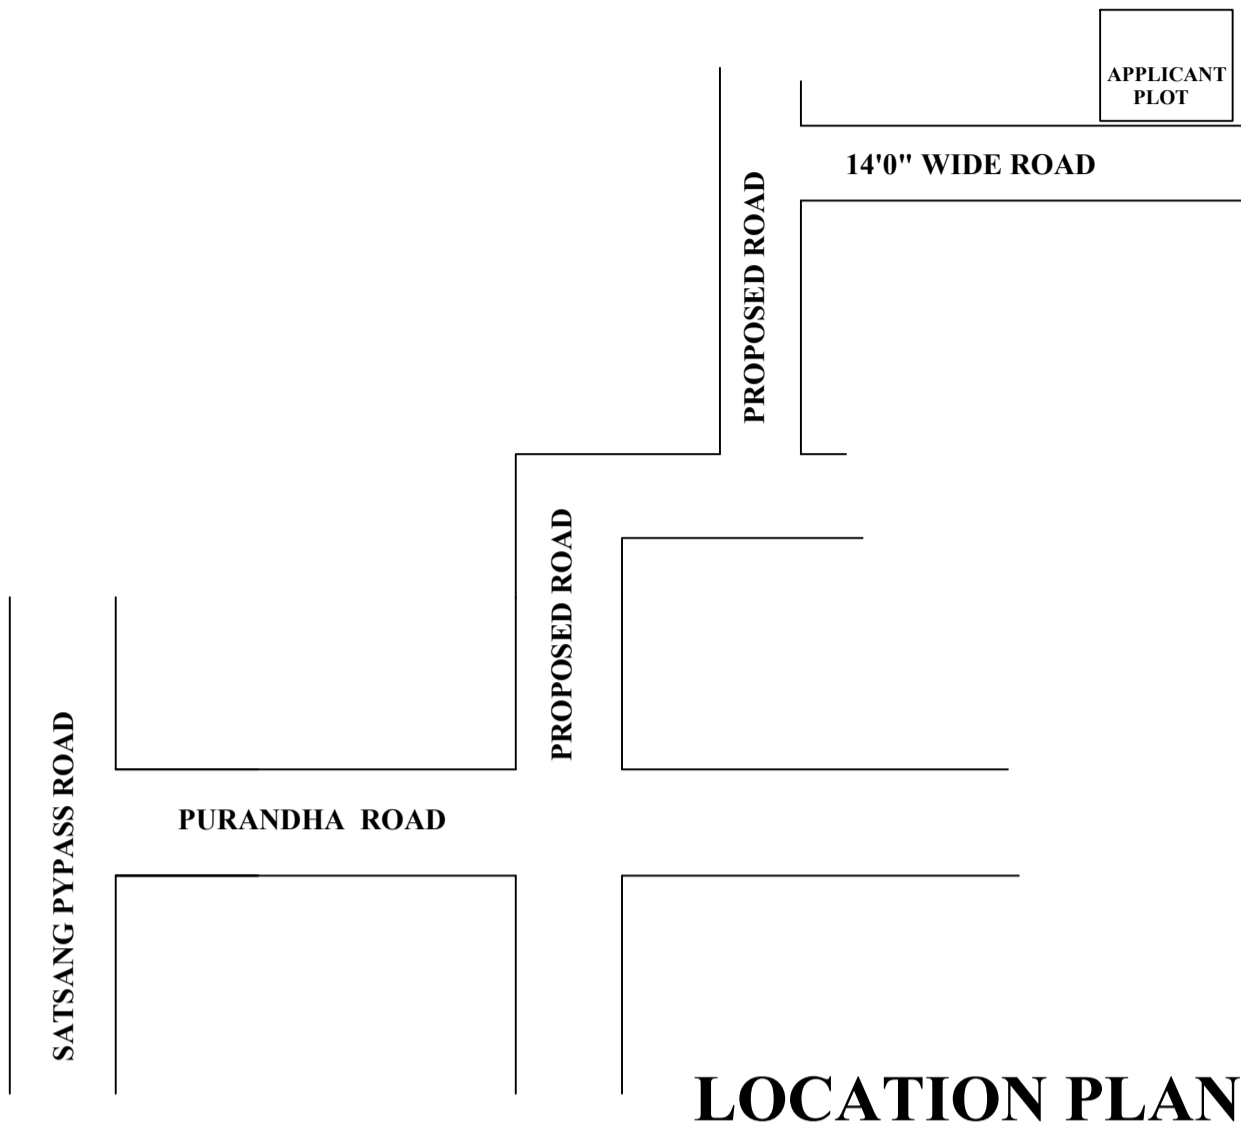 APPLICANT
PLOT
14'0" WIDE ROAD
PROPOSED ROAD
PROPOSED ROAD
SATSANG PYPASS ROAD
PURANDHA ROAD
LOCATION PLAN